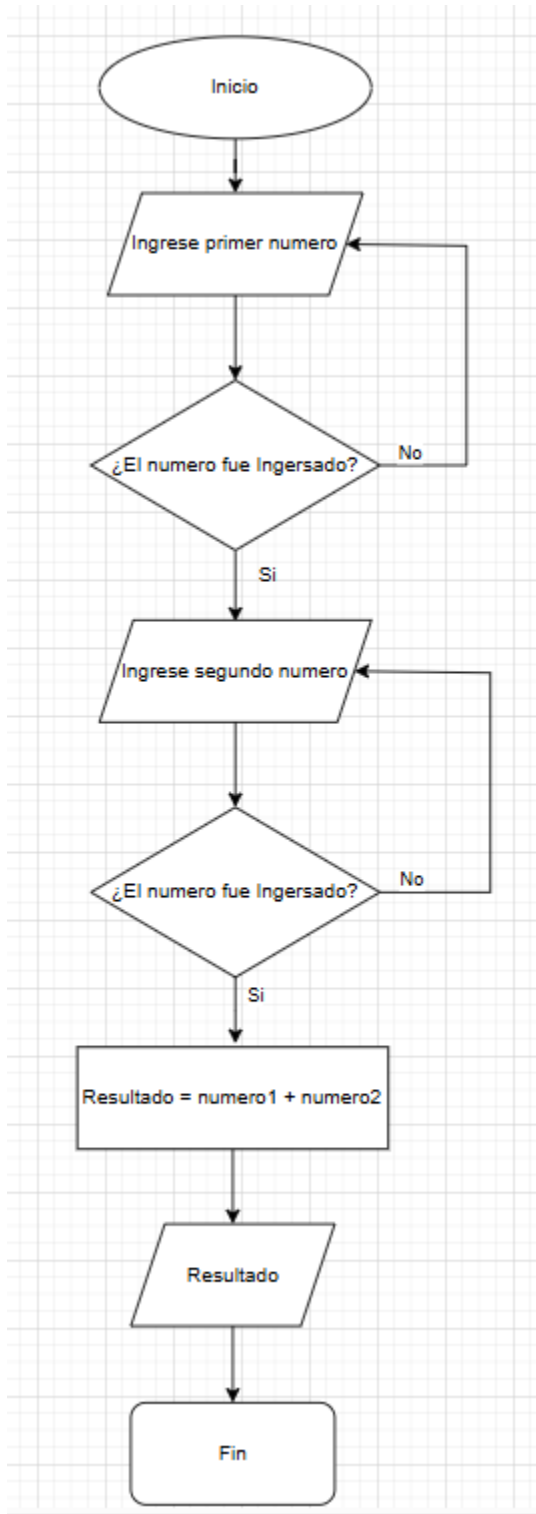 Inicio
Ingrese primer numero
¿El numero fue Ingersado?
No
Si
Ingrese segundo numero
¿El numero fue Ingersado?
No
Si
Resultado = numero1 + numero2
Resultado
Fin